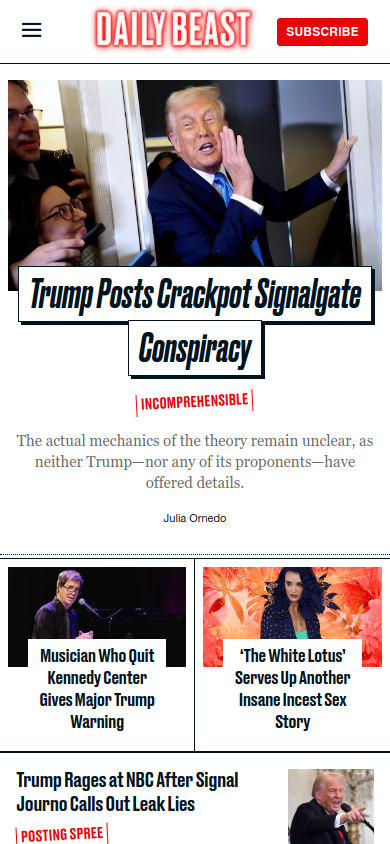 DAILY BEAST
SUBSCRIBE
Trump Posts Crackpot Signalgate
Conspiracy
INCOMPREHENSIBLE
The actual mechanics of the theory remain unclear, as
neither Trump—nor any of its proponents—have
offered details.
Julia Ornedo
Musician Who Quit
Kennedy Center
Gives Major Trump
Warning
‘The White Lotus’
Serves Up Another
Insane Incest Sex
Story
Trump Rages at NBC After Signal
Journo Calls Out Leak Lies
POSTING SPREE